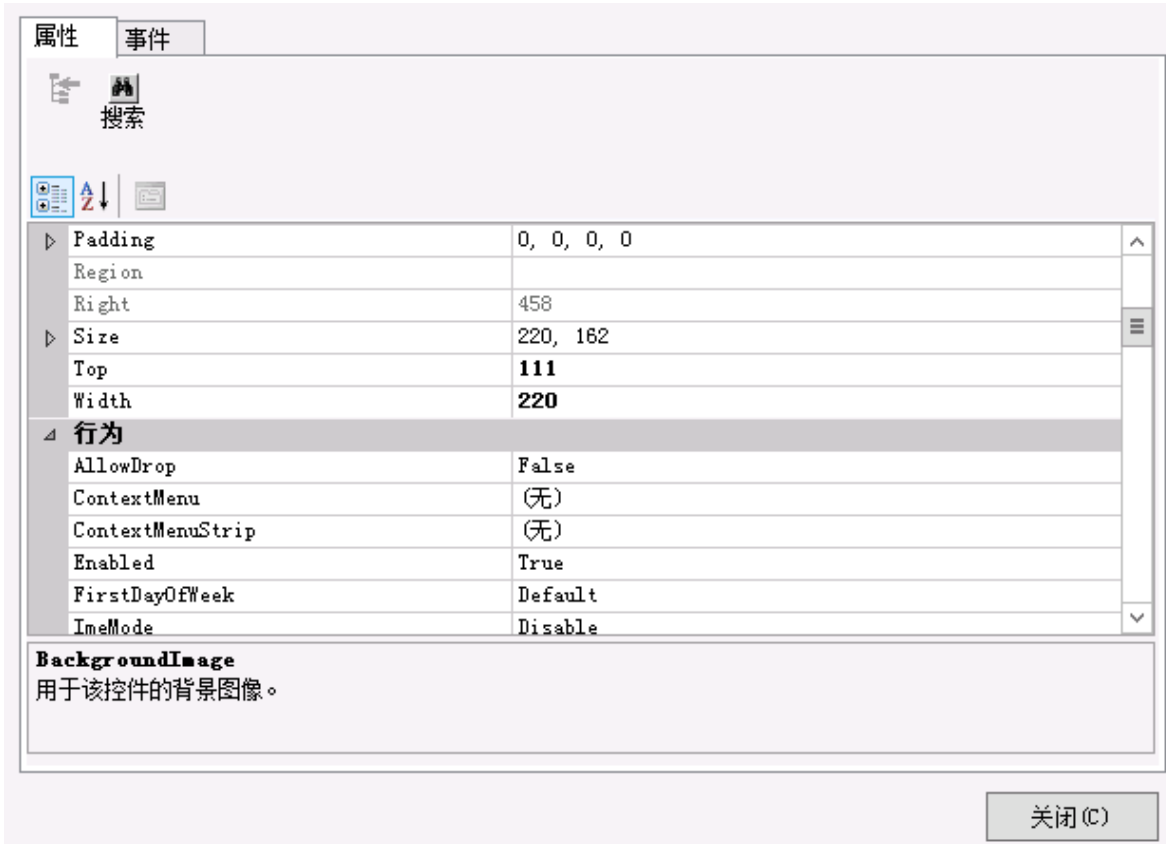 属性 事件
搜索
Padding 0, 0, 0, 0
Region
Right 458
Size 220, 162
Top 111
Width 220
行为
AllowDrop False
ContextMenu (无)
ContextMenuStrip (无)
Enabled True
FirstDayOfWeek Default
ImeMode Disable
BackgroundImage
用于该控件的背景图像。
关闭(C)